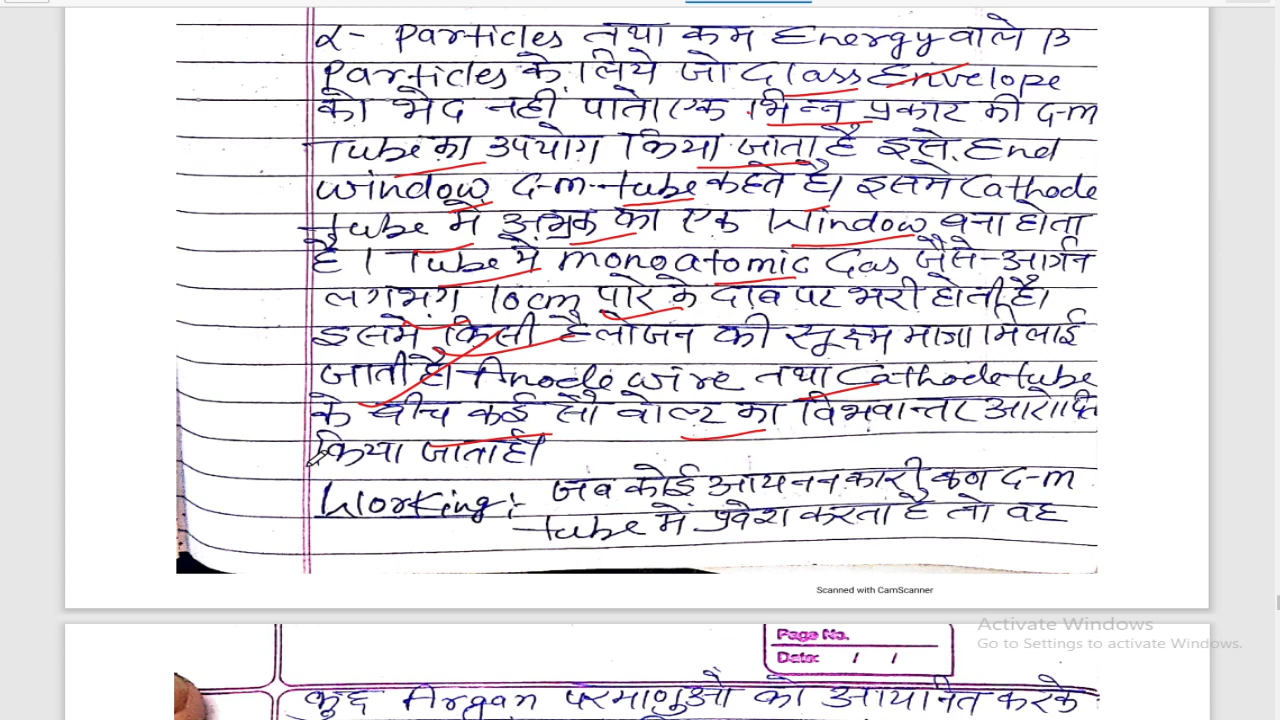 α- Particles तथा कम Energy वाले β
Particles के लिये जो Glass Envelope
को भेद नही पाते। एक भिन्न प्रकार की G-M
Tube का उपयोग किया जाता है इसे End
Window G-M-tube कहते है। इसमे Cathode
tube में अभ्रक का एक Window बना होता
है। Tube मे monoatomic Gas जैसे-आर्गन
लगभग 10cm पारे के दाब पर भरी होती है।
इसमे किसी हैलोजन की सूक्ष्म मात्रा मिलाई
जाती है। Anode wire तथा Cathode tube
के बीच कई सौ वोल्ट का विभवान्तर आरोपित
किया जाता है।
Working:- जब कोई आयननकारी कण G-M
tube में प्रवेश करता है तो वह
Scanned with CamScanner
Activate Windows
Go to Settings to activate Windows.
Page No.
Date: / /
कुछ Argan परमाणुओ को आयनित करके